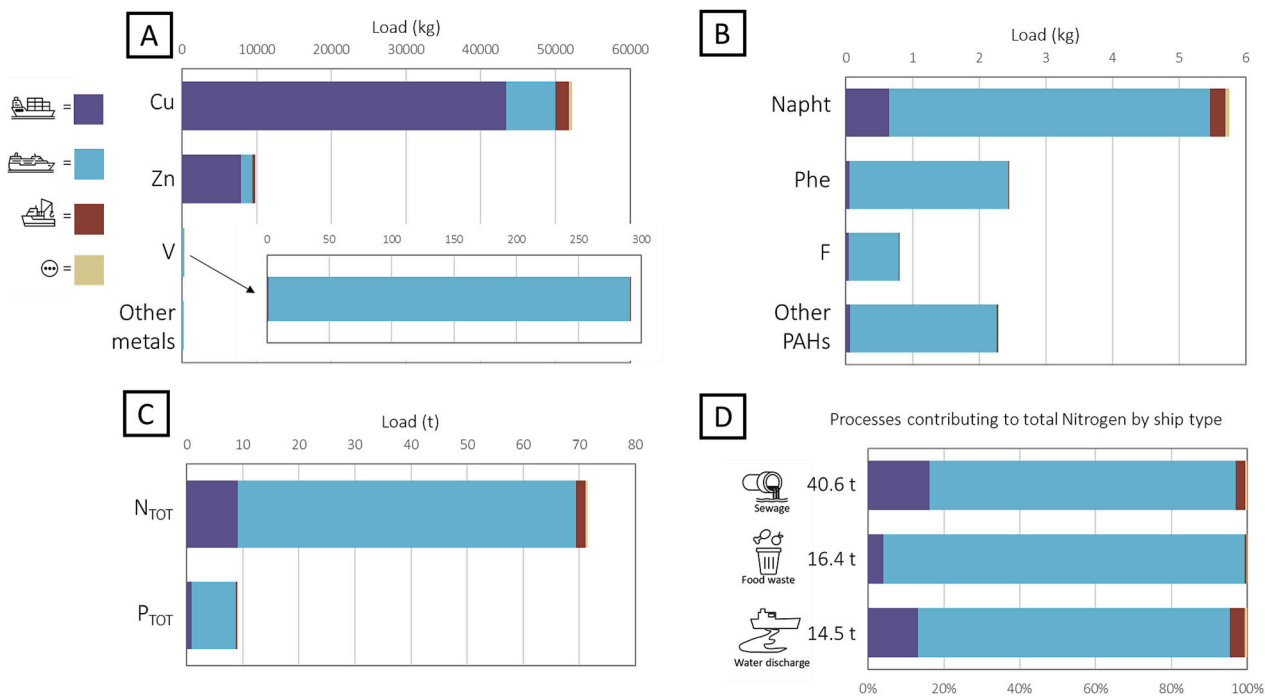 A
Load (kg)
0 10000 20000 30000 40000 50000 60000
Cu
Zn
V
Other
metals
0 50 100 150 200 250 300
=
=
=
=
B
Load (kg)
0 1 2 3 4 5 6
Napht
Phe
F
Other
PAHs
C
Load (t)
0 10 20 30 40 50 60 70 80
NTOT
PTOT
D
Processes contributing to total Nitrogen by ship type
Sewage
40.6 t
Food waste
16.4 t
Water discharge
14.5 t
0% 20% 40% 60% 80% 100%